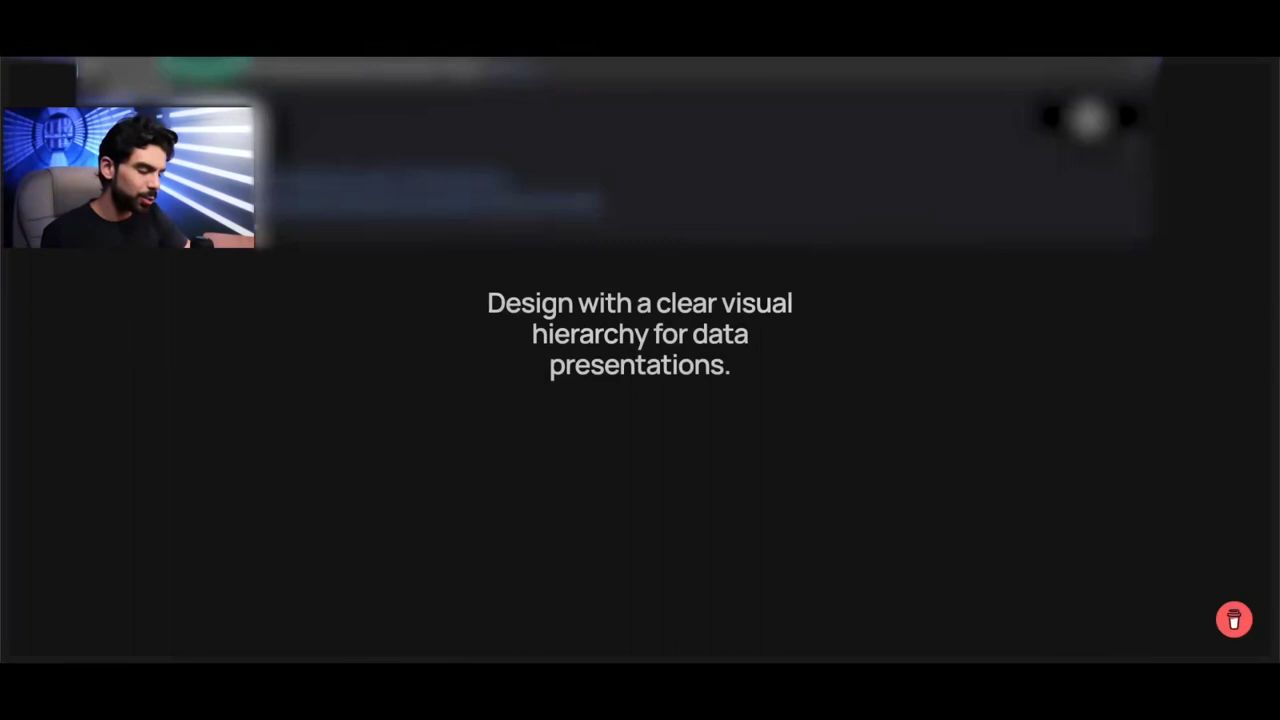 Design with a clear visual
hierarchy for data
presentations.